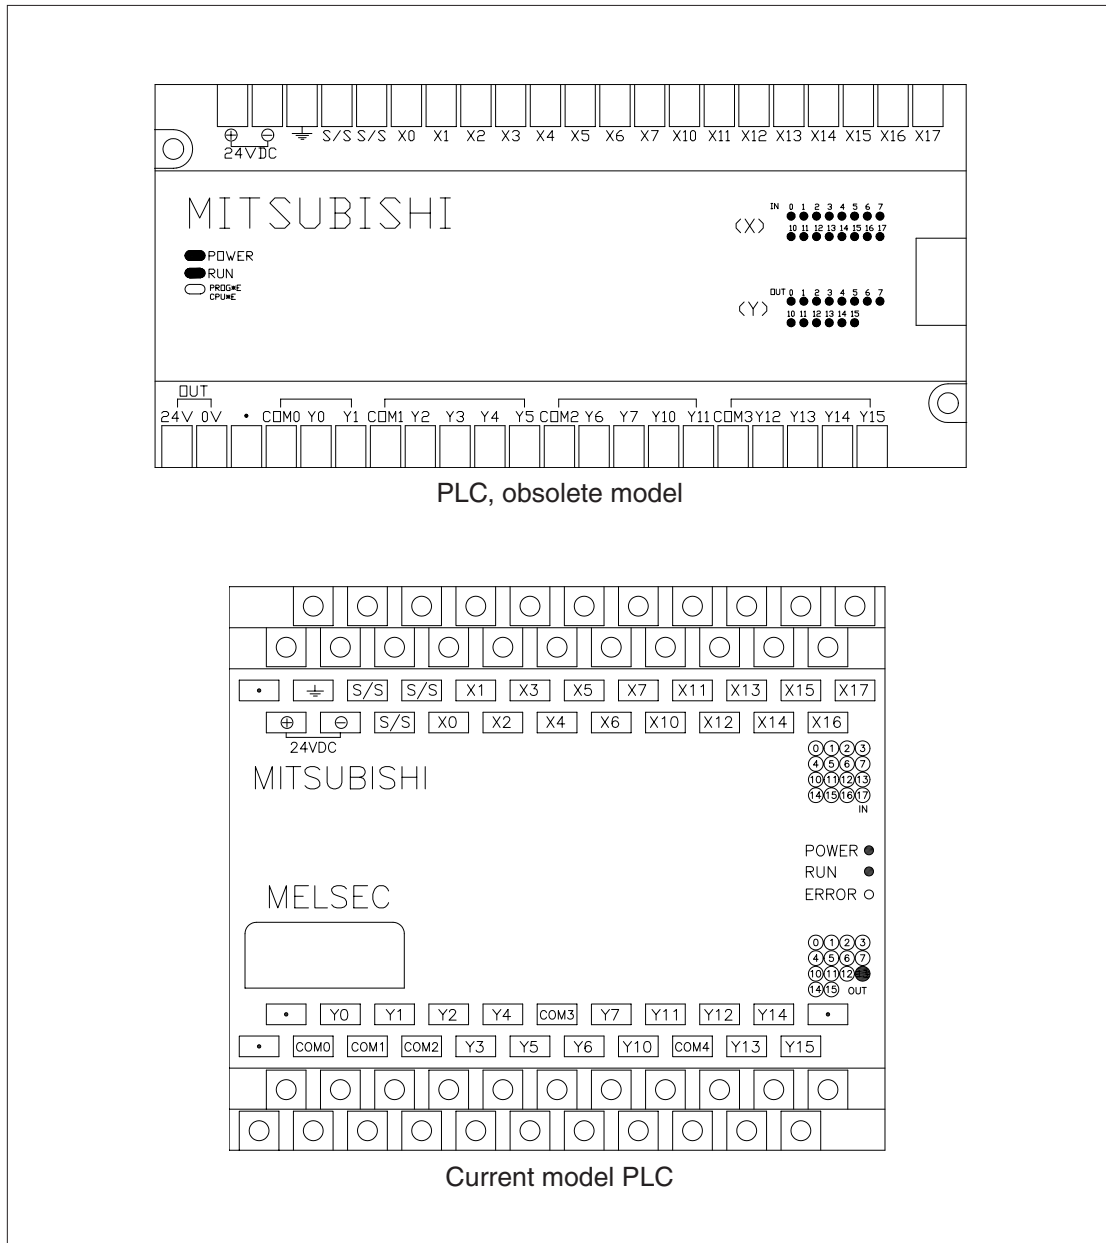 ⊕ ⊖ ⏚ S/S S/S X0 X1 X2 X3 X4 X5 X6 X7 X10 X11 X12 X13 X14 X15 X16 X17
24VDC
MITSUBISHI
POWER
RUN
PROG*E
CPU*E
IN 0 1 2 3 4 5 6 7
(X)
10 11 12 13 14 15 16 17
OUT 0 1 2 3 4 5 6 7
(Y)
10 11 12 13 14 15
OUT
24V 0V • COM0 Y0 Y1 COM1 Y2 Y3 Y4 Y5 COM2 Y6 Y7 Y10 Y11 COM3 Y12 Y13 Y14 Y15
PLC, obsolete model
• ⏚ S/S S/S X1 X3 X5 X7 X11 X13 X15 X17
⊕ ⊖ S/S X0 X2 X4 X6 X10 X12 X14 X16
24VDC
0 1 2 3
4 5 6 7
10 11 12 13
14 15 16 17
IN
MITSUBISHI
POWER
RUN
ERROR
MELSEC
0 1 2 3
4 5 6 7
10 11 12 13
14 15 OUT
• Y0 Y1 Y2 Y4 COM3 Y7 Y11 Y12 Y14 •
• COM0 COM1 COM2 Y3 Y5 Y6 Y10 COM4 Y13 Y15
Current model PLC